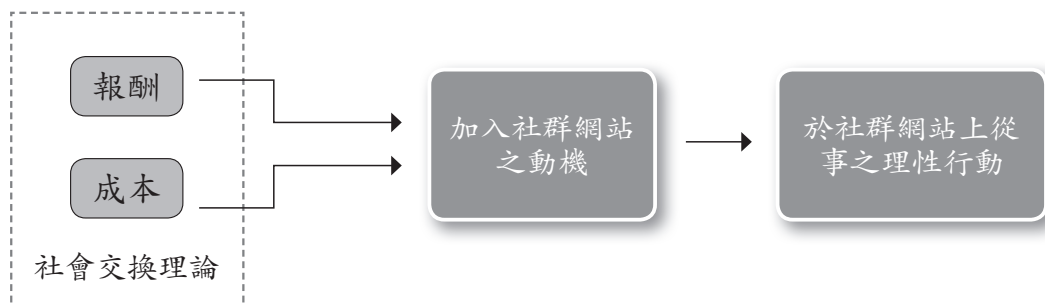 報酬
成本
社會交換理論
加入社群網站
之動機
於社群網站上從
事之理性行動